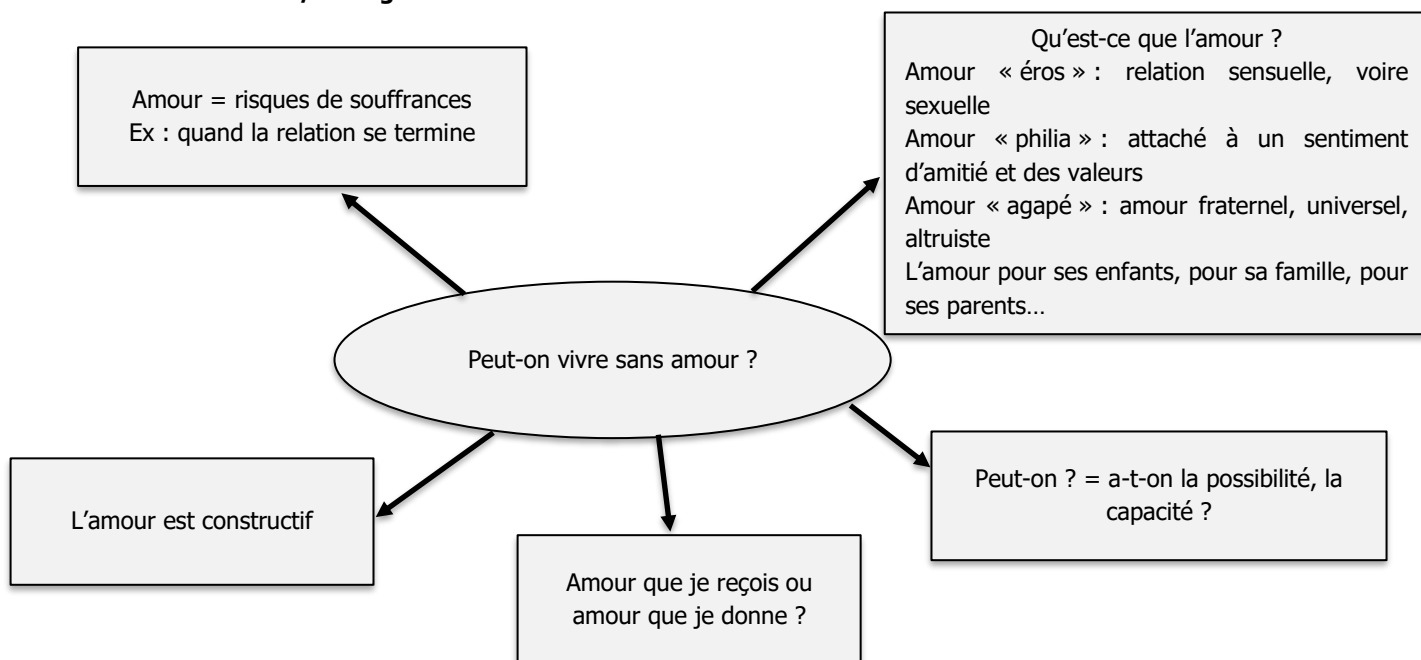 Amour = risques de souffrances
Ex : quand la relation se termine
Qu’est-ce que l’amour ?
Amour « éros » : relation sensuelle, voire
sexuelle
Amour « philia » : attaché à un sentiment
d’amitié et des valeurs
Amour « agapé » : amour fraternel, universel,
altruiste
L’amour pour ses enfants, pour sa famille, pour
ses parents…
Peut-on vivre sans amour ?
L’amour est constructif
Amour que je reçois ou
amour que je donne ?
Peut-on ? = a-t-on la possibilité, la
capacité ?